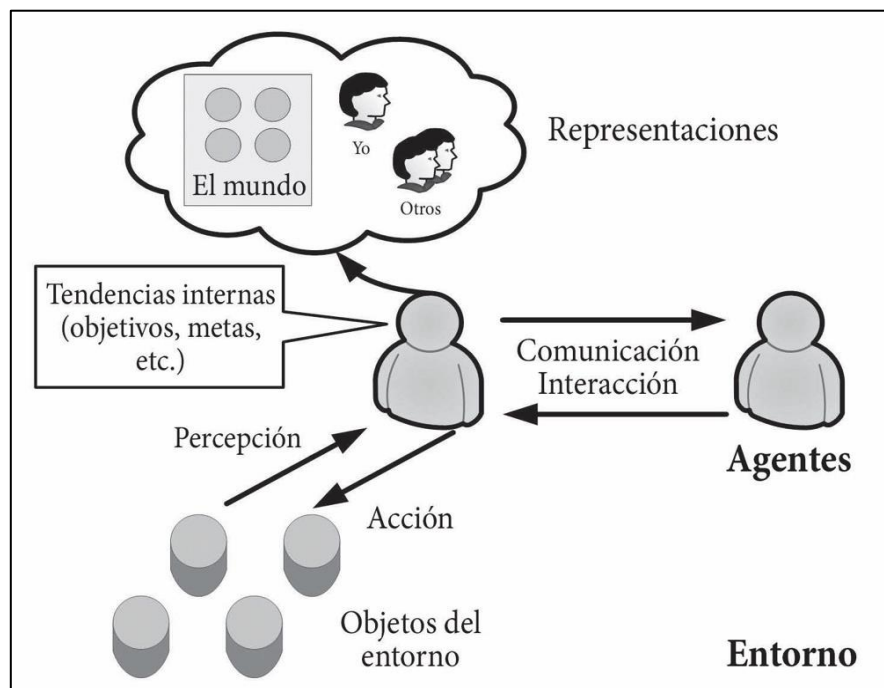 El mundo
Yo
Otros
Representaciones
Tendencias internas
(objetivos, metas,
etc.)
Comunicación
Interacción
Agentes
Percepción
Acción
Objetos del
entorno
Entorno